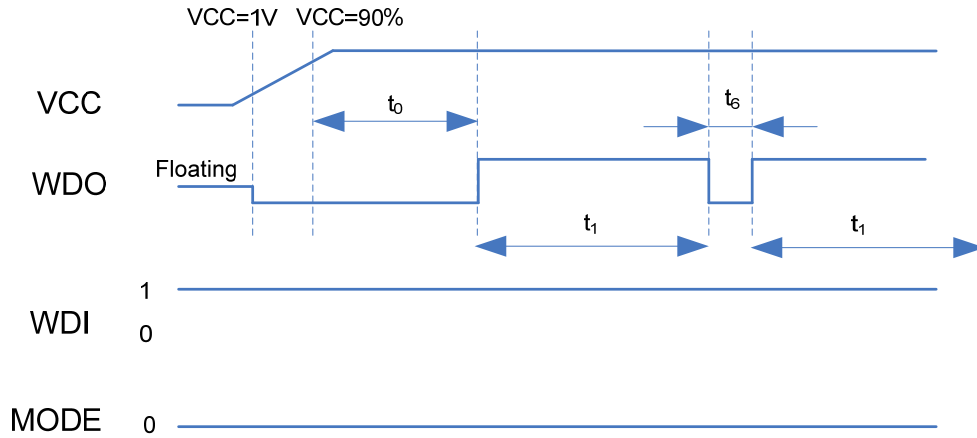 VCC=1V VCC=90%
VCC
t₀
t₆
Floating
WDO
t₁
t₁
1
WDI
0
MODE 0